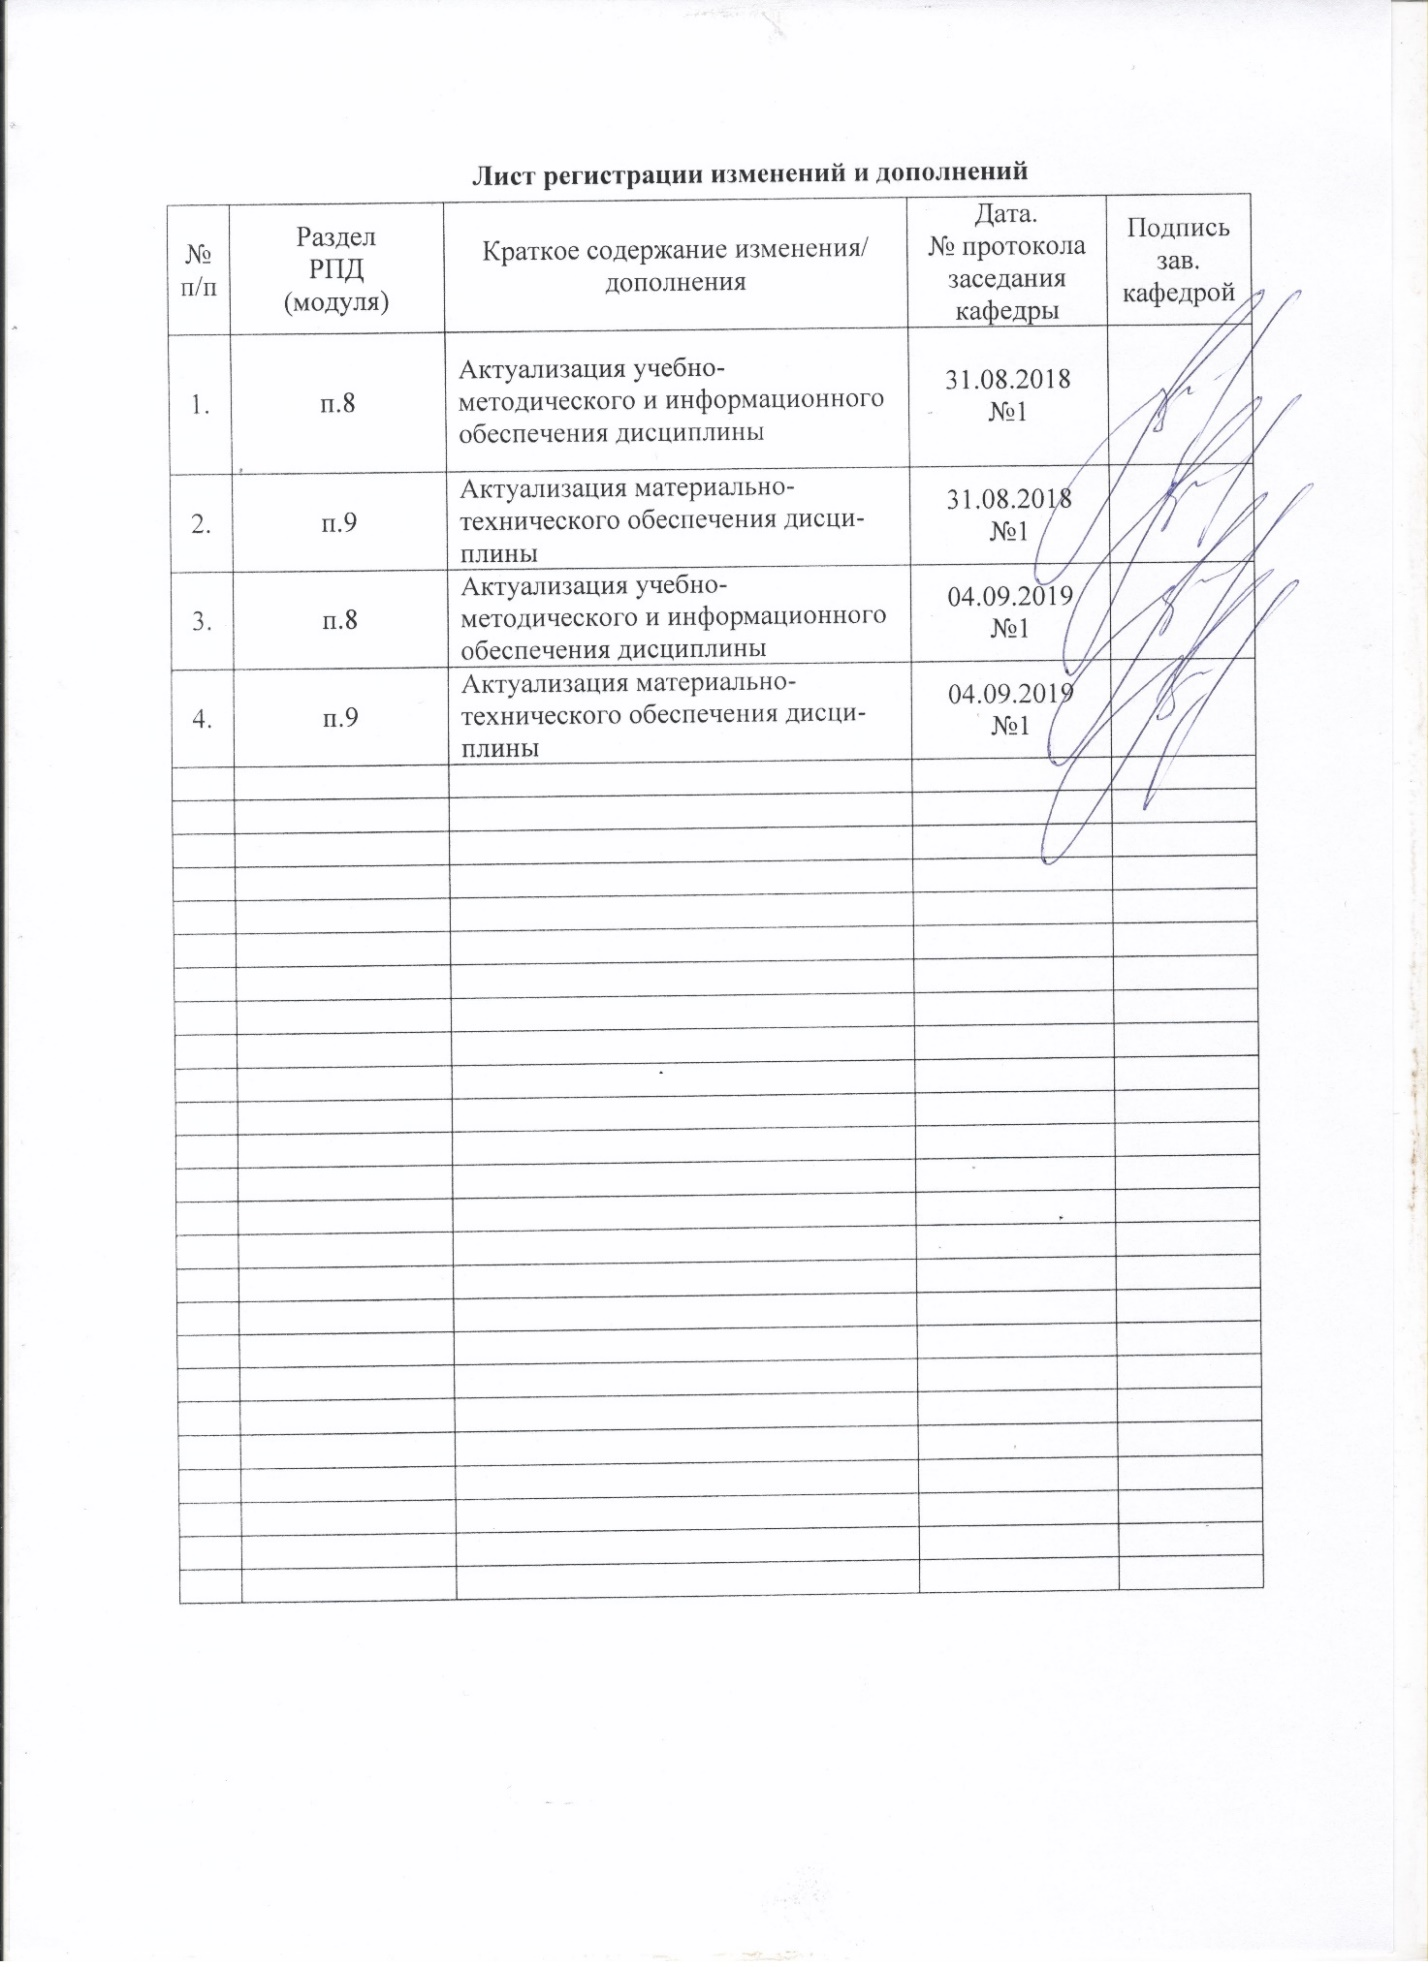 Лист регистрации изменений и дополнений
№
п/п
Раздел
РПД
(модуля)
Краткое содержание изменения/
дополнения
Дата.
№ протокола
заседания
кафедры
Подпись
зав.
кафедрой
1.
п.8
Актуализация учебно-
методического и информационного
обеспечения дисциплины
31.08.2018
№1
2.
п.9
Актуализация материально-
технического обеспечения дисци-
плины
31.08.2018
№1
3.
п.8
Актуализация учебно-
методического и информационного
обеспечения дисциплины
04.09.2019
№1
4.
п.9
Актуализация материально-
технического обеспечения дисци-
плины
04.09.2019
№1